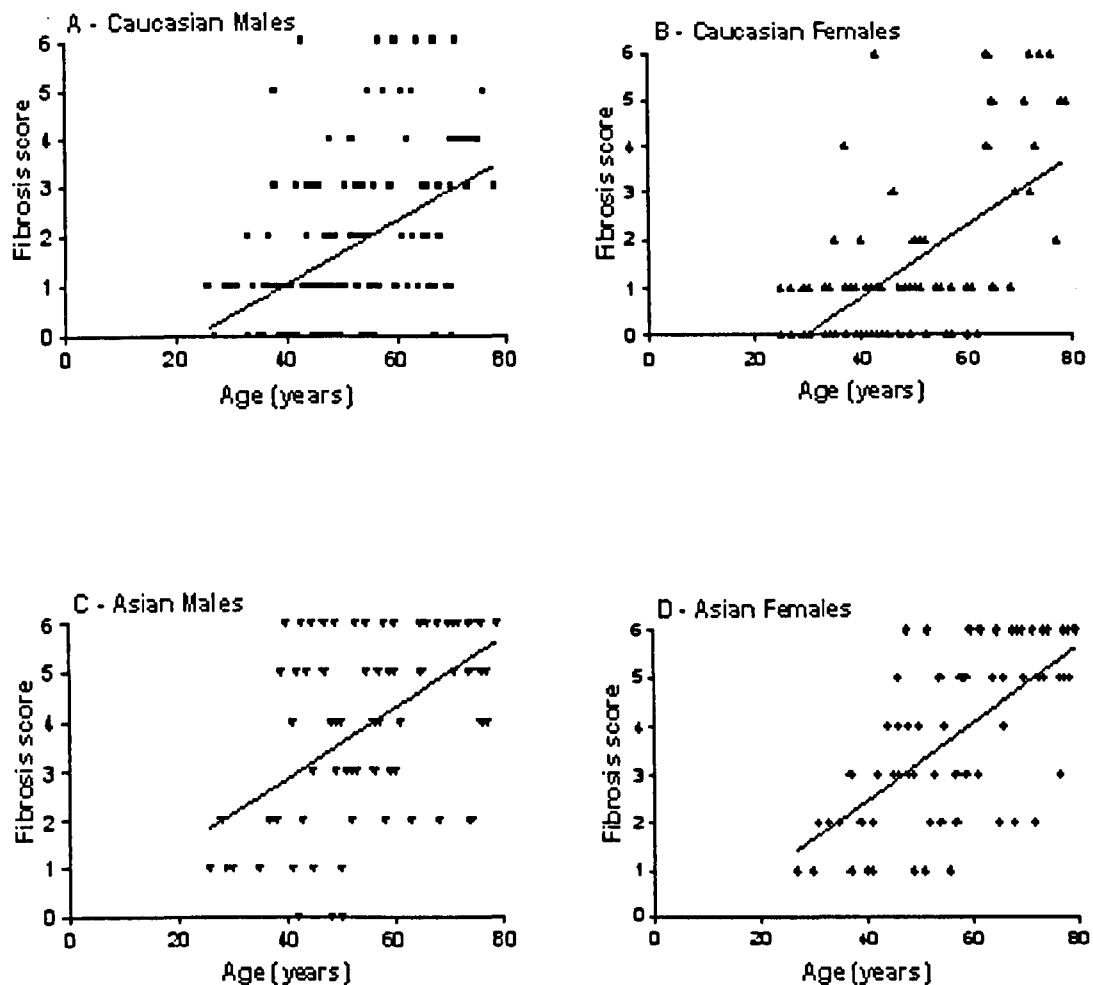 A - Caucasian Males
6
5
4
3
2
1
0
Fibrosis score
0 20 40 60 80
Age (years)
B - Caucasian Females
6
5
4
3
2
1
0
Fibrosis score
0 20 40 60 80
Age (years)
C - Asian Males
6
5
4
3
2
1
0
Fibrosis score
0 20 40 60 80
Age (years)
D - Asian Females
6
5
4
3
2
1
0
Fibrosis score
0 20 40 60 80
Age (years)